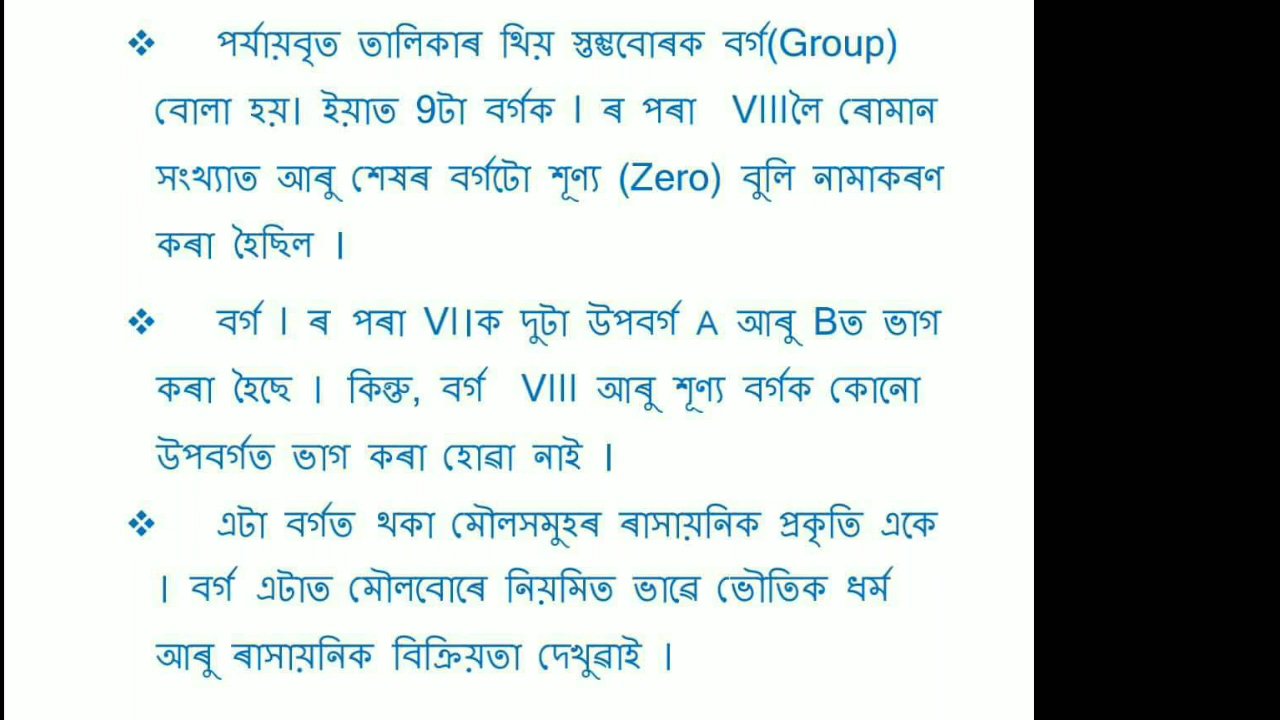 ❖ পৰ্যায়বৃত তালিকাৰ থিয় স্তম্ভবোৰক বৰ্গ(Group)
বোলা হয়। ইয়াত 9টা বৰ্গক I ৰ পৰা VIIIলৈ ৰোমান
সংখ্যাত আৰু শেষৰ বৰ্গটো শূণ্য (Zero) বুলি নামাকৰণ
কৰা হৈছিল ।
❖ বৰ্গ I ৰ পৰা VI।ক দুটা উপবৰ্গ A আৰু Bত ভাগ
কৰা হৈছে । কিন্তু, বৰ্গ VIII আৰু শূণ্য বৰ্গক কোনো
উপবৰ্গত ভাগ কৰা হোৱা নাই ।
❖ এটা বৰ্গত থকা মৌলসমুহৰ ৰাসায়নিক প্ৰকৃতি একে
। বৰ্গ এটাত মৌলবোৰে নিয়মিত ভাৱে ভৌতিক ধৰ্ম
আৰু ৰাসায়নিক বিক্ৰিয়তা দেখুৱাই ।